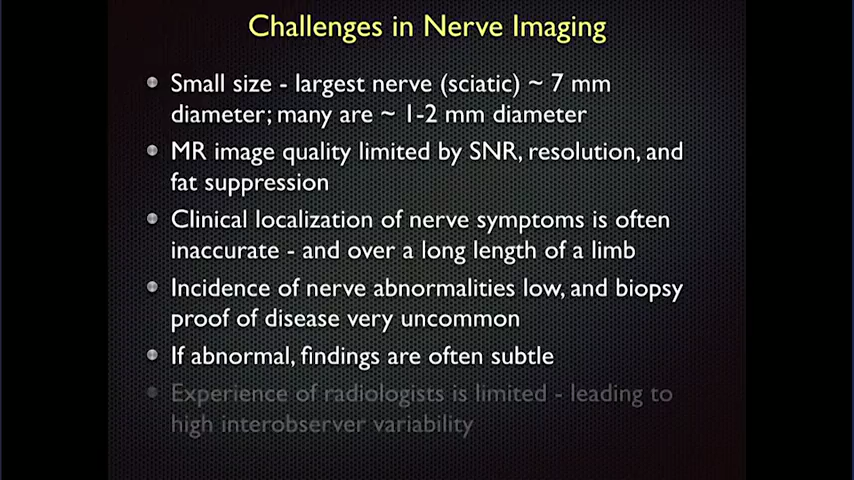 Challenges in Nerve Imaging
Small size - largest nerve (sciatic) ~ 7 mm
diameter; many are ~ 1-2 mm diameter
MR image quality limited by SNR, resolution, and
fat suppression
Clinical localization of nerve symptoms is often
inaccurate - and over a long length of a limb
Incidence of nerve abnormalities low, and biopsy
proof of disease very uncommon
If abnormal, findings are often subtle
Experience of radiologists is limited - leading to
high interobserver variability